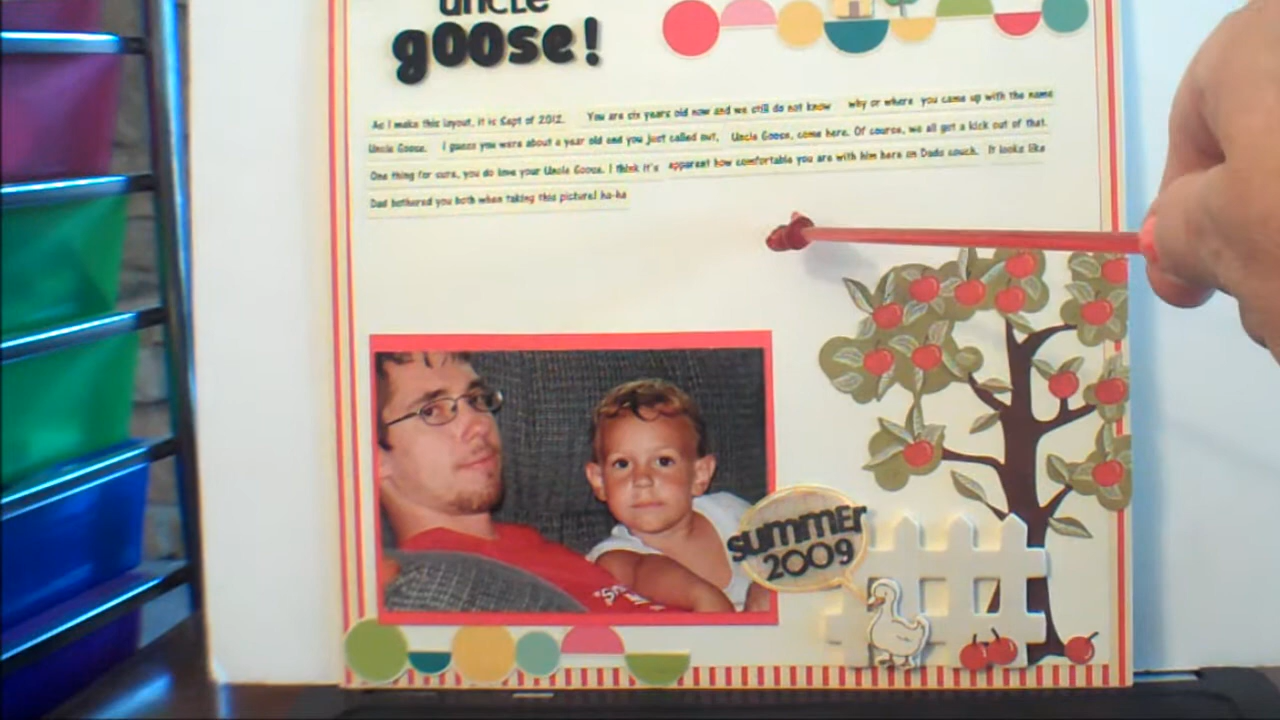 uncle
goose!
As I make this layout, it is Sept of 2012. You are six years old now and we still do not know why or where you came up with the name
Uncle Goose. I guess you were about a year old and you just called out, Uncle Goose, come here. Of course, we all get a kick out of that.
One thing for sure, you do love your Uncle Goose. I think it's apparent how comfortable you are with him here on Dads couch. It looks like
Dad bothered you both when taking this picture! ha-ha
summer
2009